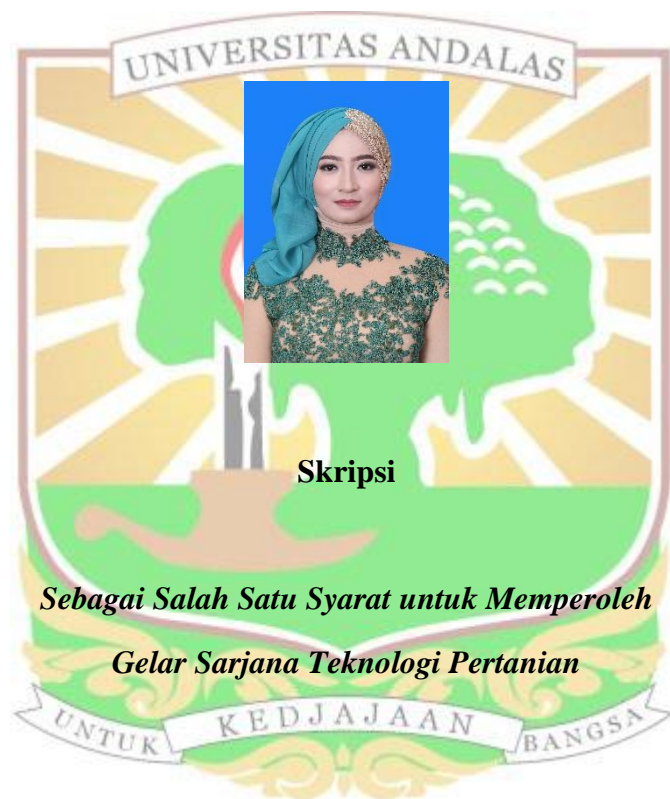 UNIVERSITAS ANDALAS
Skripsi
Sebagai Salah Satu Syarat untuk Memperoleh
Gelar Sarjana Teknologi Pertanian
UNTUK KEDJAJAAN BANGSA